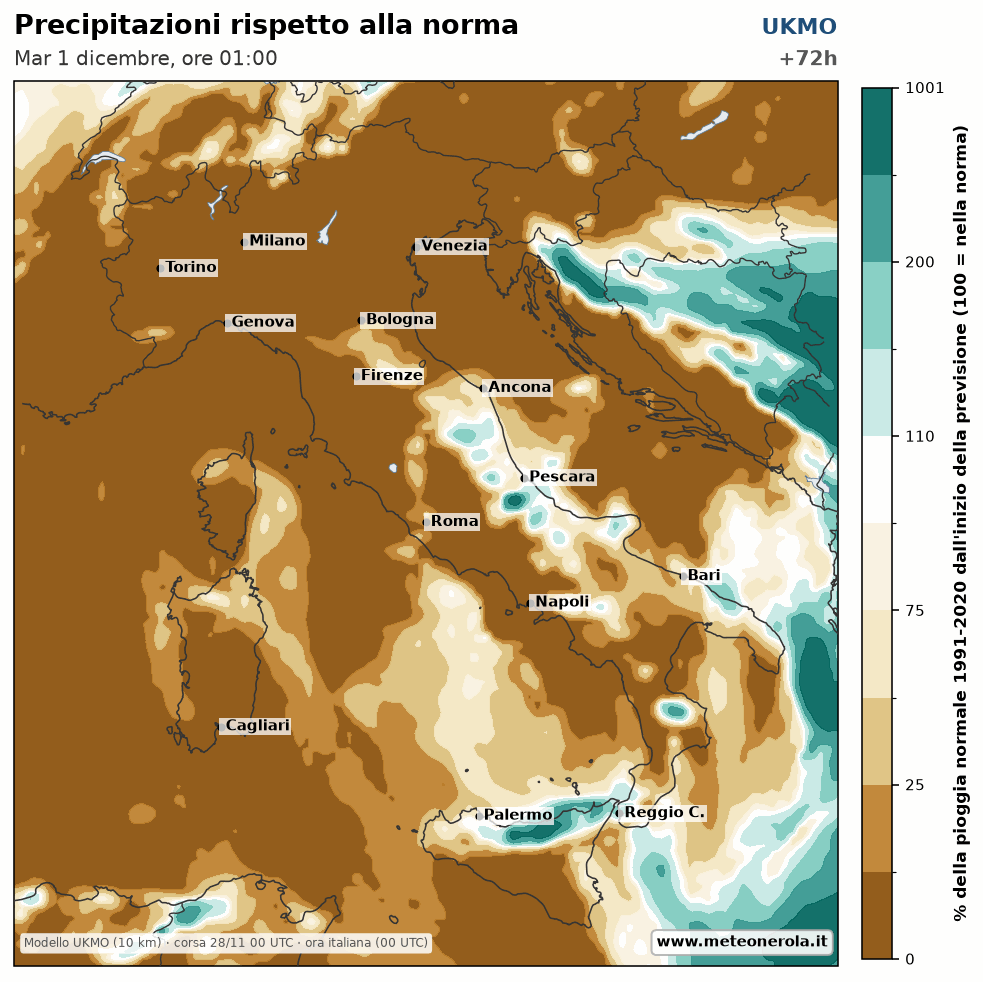 Precipitazioni rispetto alla norma
UKMO
Mar 1 dicembre, ore 01:00
+72h
1001
200
110
75
25
0
% della pioggia normale 1991-2020 dall'inizio della previsione (100 = nella norma)
Milano
Venezia
Torino
Genova
Bologna
Firenze
Ancona
Pescara
Roma
Bari
Napoli
Cagliari
Palermo
Reggio C.
Modello UKMO (10 km) · corsa 28/11 00 UTC · ora italiana (00 UTC)
www.meteonerola.it